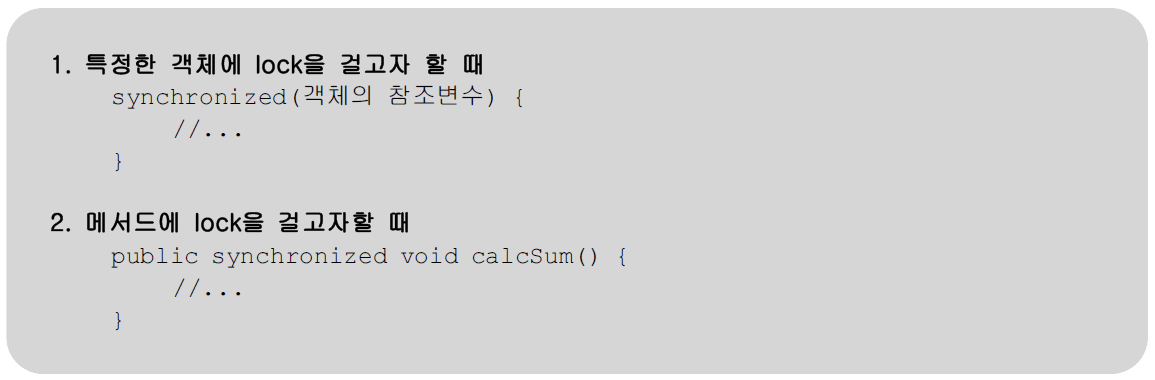 1. 특정한 객체에 lock을 걸고자 할 때
synchronized(객체의 참조변수) {
//...
}
2. 메서드에 lock을 걸고자할 때
public synchronized void calcSum() {
//...
}